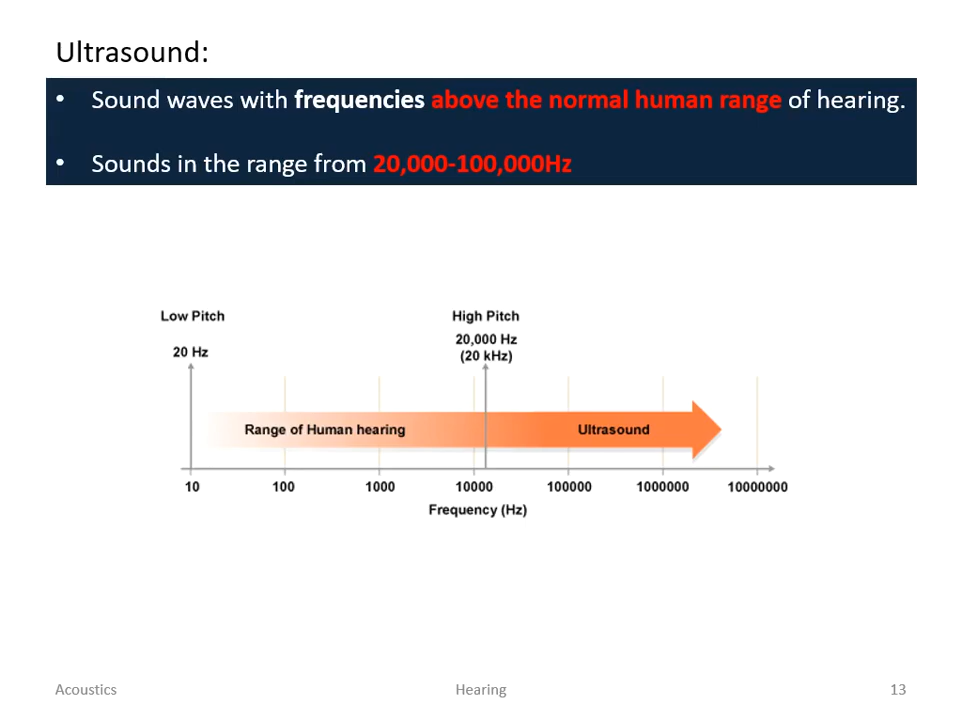 Ultrasound:
• Sound waves with frequencies above the normal human range of hearing.
• Sounds in the range from 20,000-100,000Hz
Low Pitch
20 Hz
High Pitch
20,000 Hz
(20 kHz)
Range of Human hearing
Ultrasound
10 100 1000 10000 100000 1000000 10000000
Frequency (Hz)
Acoustics Hearing 13